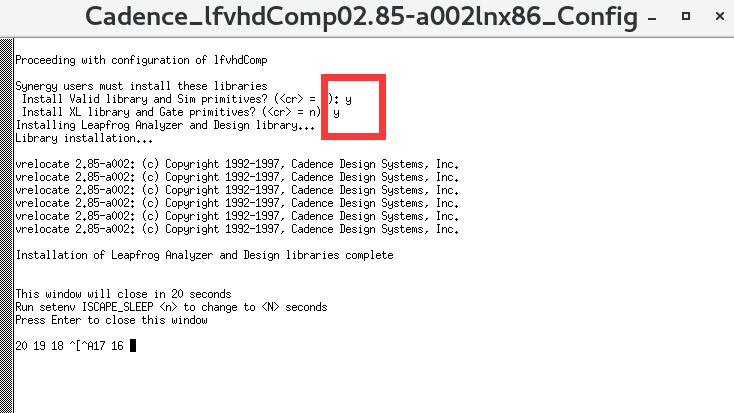 Cadence_lfvhdComp02.85-a002lnx86_Config
Proceeding with configuration of lfvhdComp
Synergy users must install these libraries
Install Valid library and Sim primitives? (<cr> = ): y
Install XL library and Gate primitives? (<cr> = n) y
Installing Leapfrog Analyzer and Design library...
Library installation...
vrelocate 2.85-a002: (c) Copyright 1992-1997, Cadence Design Systems, Inc.
vrelocate 2.85-a002: (c) Copyright 1992-1997, Cadence Design Systems, Inc.
vrelocate 2.85-a002: (c) Copyright 1992-1997, Cadence Design Systems, Inc.
vrelocate 2.85-a002: (c) Copyright 1992-1997, Cadence Design Systems, Inc.
vrelocate 2.85-a002: (c) Copyright 1992-1997, Cadence Design Systems, Inc.
vrelocate 2.85-a002: (c) Copyright 1992-1997, Cadence Design Systems, Inc.
Installation of Leapfrog Analyzer and Design libraries complete
This window will close in 20 seconds
Run setenv ISCAPE_SLEEP <n> to change to <N> seconds
Press Enter to close this window
20 19 18 ^[^A17 16